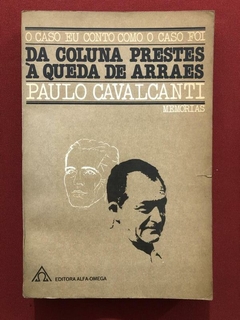 O CASO EU CONTO COMO O CASO FOI
DA COLUNA PRESTES
À QUEDA DE ARRAES
PAULO CAVALCANTI
MEMÓRIAS
EDITORA ALFA-OMEGA